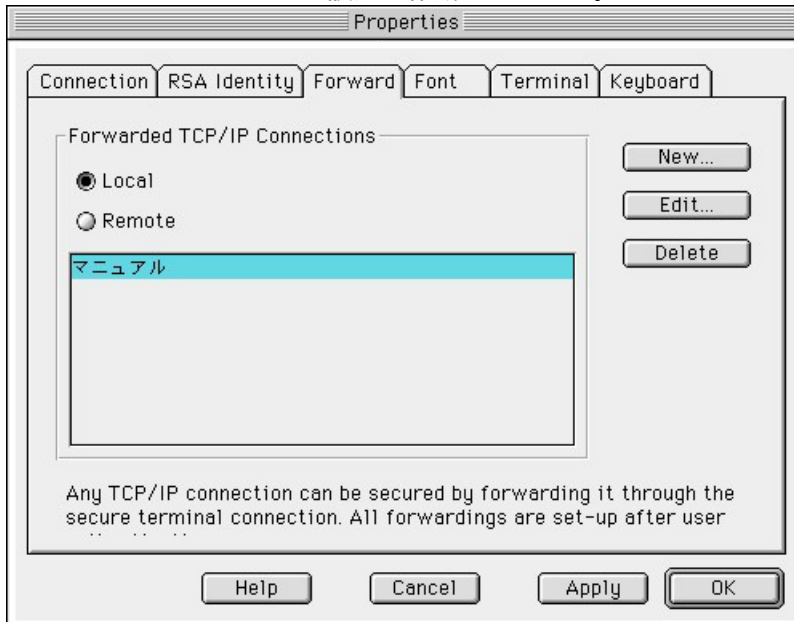 Properties
Connection RSA Identity Forward Font Terminal Keyboard
Forwarded TCP/IP Connections
Local
Remote
マニュアル
New...
Edit...
Delete
Any TCP/IP connection can be secured by forwarding it through the
secure terminal connection. All forwardings are set-up after user
Help Cancel Apply OK